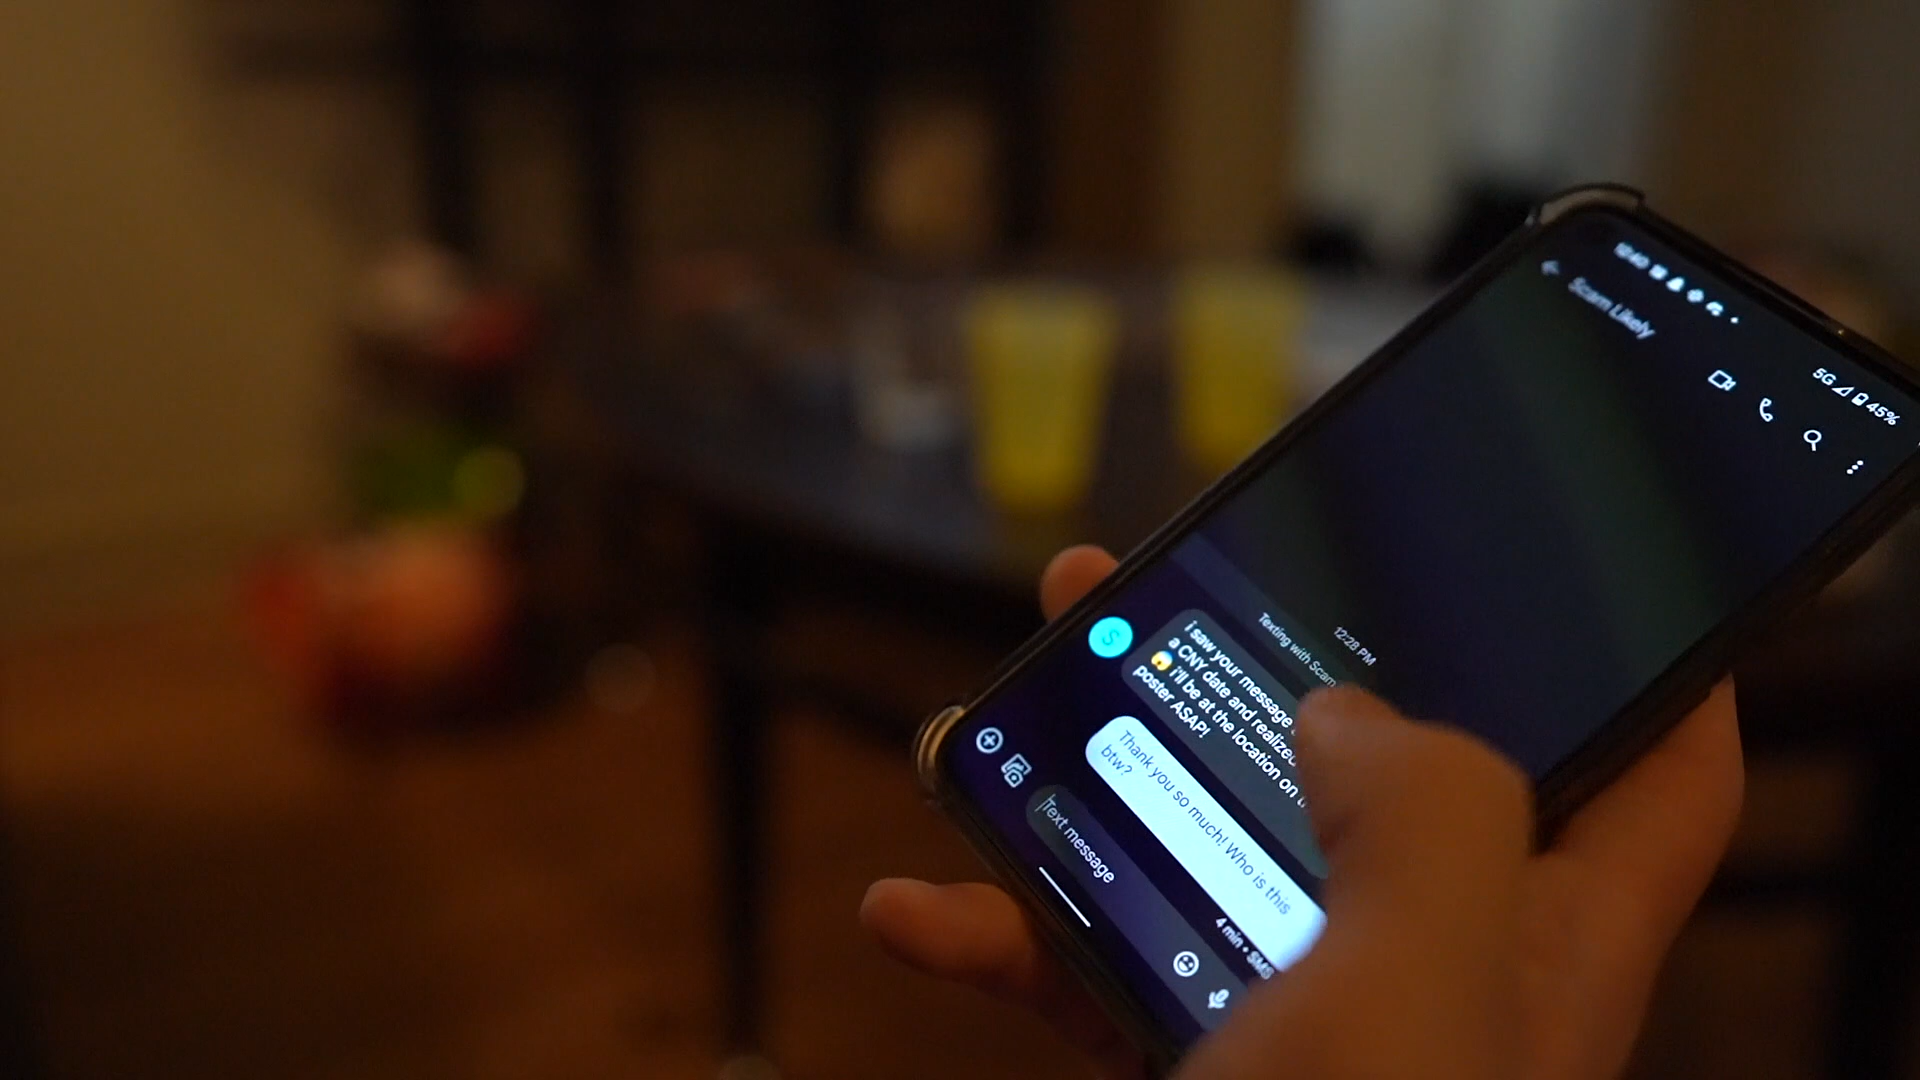 12:40
5G 45%
Scam Likely
12:28 PM
Texting with Scam
S
i saw your message
a CNY date and realized
😱 i'll be at the location on
poster ASAP!
Thank you so much! Who is this
btw?
4 min • SMS
Text message